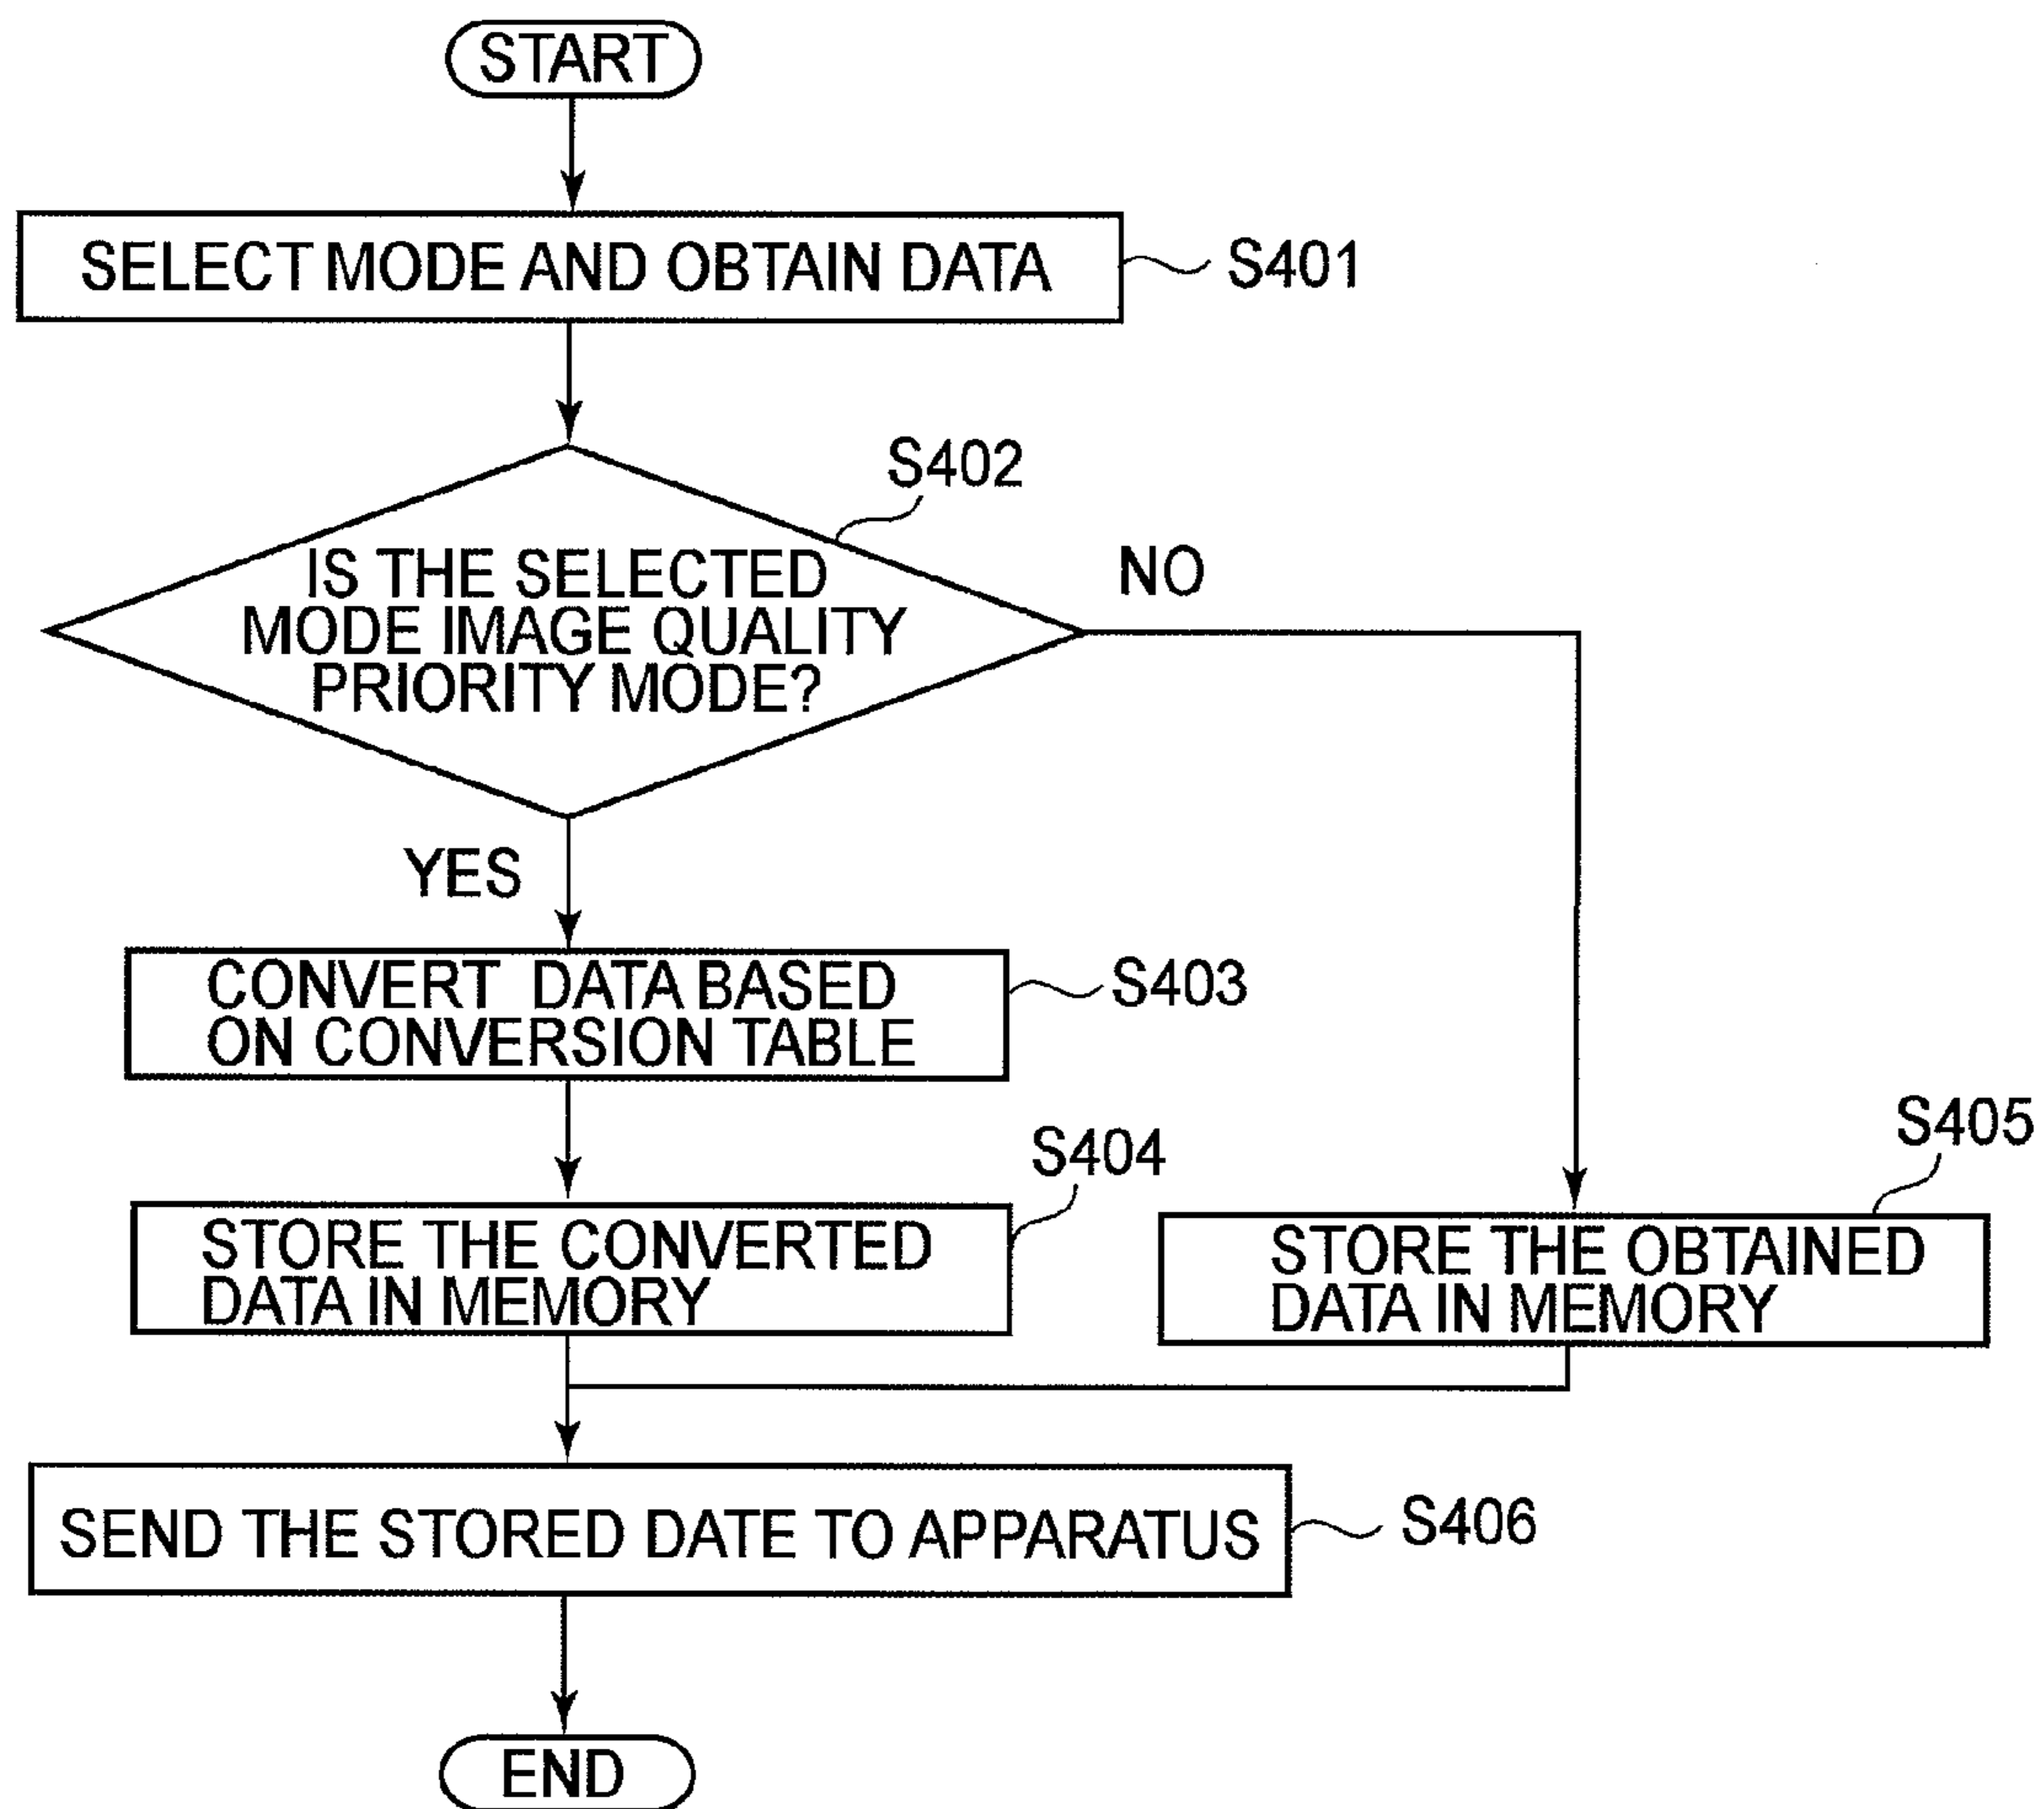 START
SELECT MODE AND OBTAIN DATA
S401
S402
IS THE SELECTED
MODE IMAGE QUALITY
PRIORITY MODE?
NO
YES
CONVERT DATA BASED
ON CONVERSION TABLE
S403
S404
STORE THE CONVERTED
DATA IN MEMORY
S405
STORE THE OBTAINED
DATA IN MEMORY
SEND THE STORED DATE TO APPARATUS
S406
END